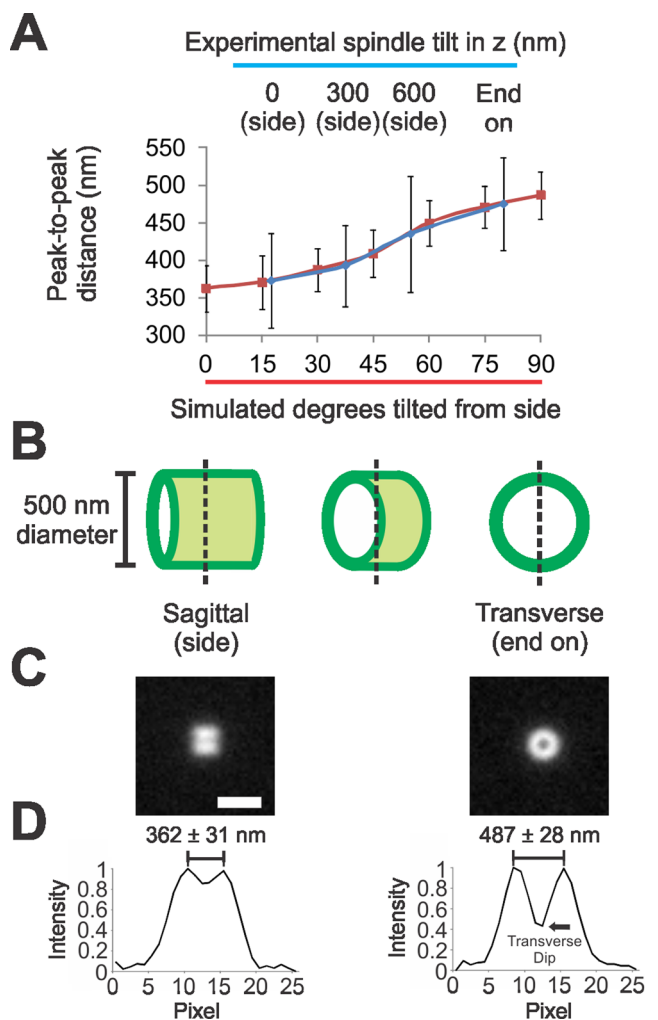 A
Experimental spindle tilt in z (nm)
0 300 600 End
(side) (side) (side) on
Peak-to-peak
distance (nm)
550
500
450
400
350
300
0 15 30 45 60 75 90
Simulated degrees tilted from side
B
500 nm
diameter
Sagittal
(side)
Transverse
(end on)
C
D
362 ± 31 nm
487 ± 28 nm
Intensity
1
0.8
0.6
0.4
0.2
0
0 5 10 15 20 25
Pixel
Intensity
1
0.8
0.6
0.4
0.2
0
Transverse
Dip
0 5 10 15 20 25
Pixel